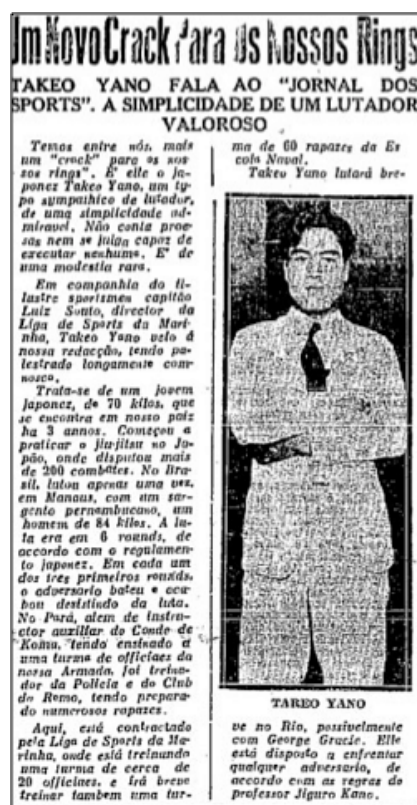 Um Novo Crack Para Os Nossos Rings
TAKEO YANO FALA AO "JORNAL DOS
SPORTS". A SIMPLICIDADE DE UM LUTADOR
VALOROSO
Temos entre nós, mais
um "crack" para os nos-
sos rings". E' elle o ja-
ponez Takeo Yano, um ty-
po sympathico de lutador,
de uma simplicidade ad-
miravel. Não conta proe-
sas nem se julga capaz de
executar nenhuma. E' de
uma modestia rara.
Em companhia do il-
lustre sportsmen capitão
Luiz Souto, director da
Liga de Sports da Mari-
nha, Takeo Yano veio á
nossa redacção, tendo pa-
lestrado longamente com-
nosco.
Trata-se de um jovem
japonez, de 70 kilos, que
se encontra em nosso paiz
ha 3 annos. Começou a
praticar o jiu-jitsu no Ja-
pão, onde disputou mais
de 200 combates. No Bra-
sil, lutou apenas uma vez,
em Manaus, com um sar-
gento pernambucano, um
homem de 84 kilos. A lu-
ta era em 6 rounds, de
accordo com o regulamen-
to japonez. Em cada um
dos tres primeiros rounds,
o adversario bateu e aca-
bou desistindo da luta.
No Pará, alem de instru-
ctor auxiliar do Conde de
Koma, tendo ensinado a
uma turma de officiaes da
nossa Armada, foi treina-
dor da Policia e do Club
do Remo, tendo prepara-
do numerosos rapazes.
Aqui, está contractado
pela Liga de Sports da Ma-
rinha, onde está treinando
uma turma de cerca de
20 officiaes, e irá breve
treinar tambem uma tur-
ma de 60 rapazes da Es
cola Naval.
Takeo Yano lutará bre-
TAREO YANO
ve no Rio, possivelmente
com George Gracie. Elle
está disposto a enfrentar
qualquer adversario, de
accordo com as regras do
professor Jiguro Kano.